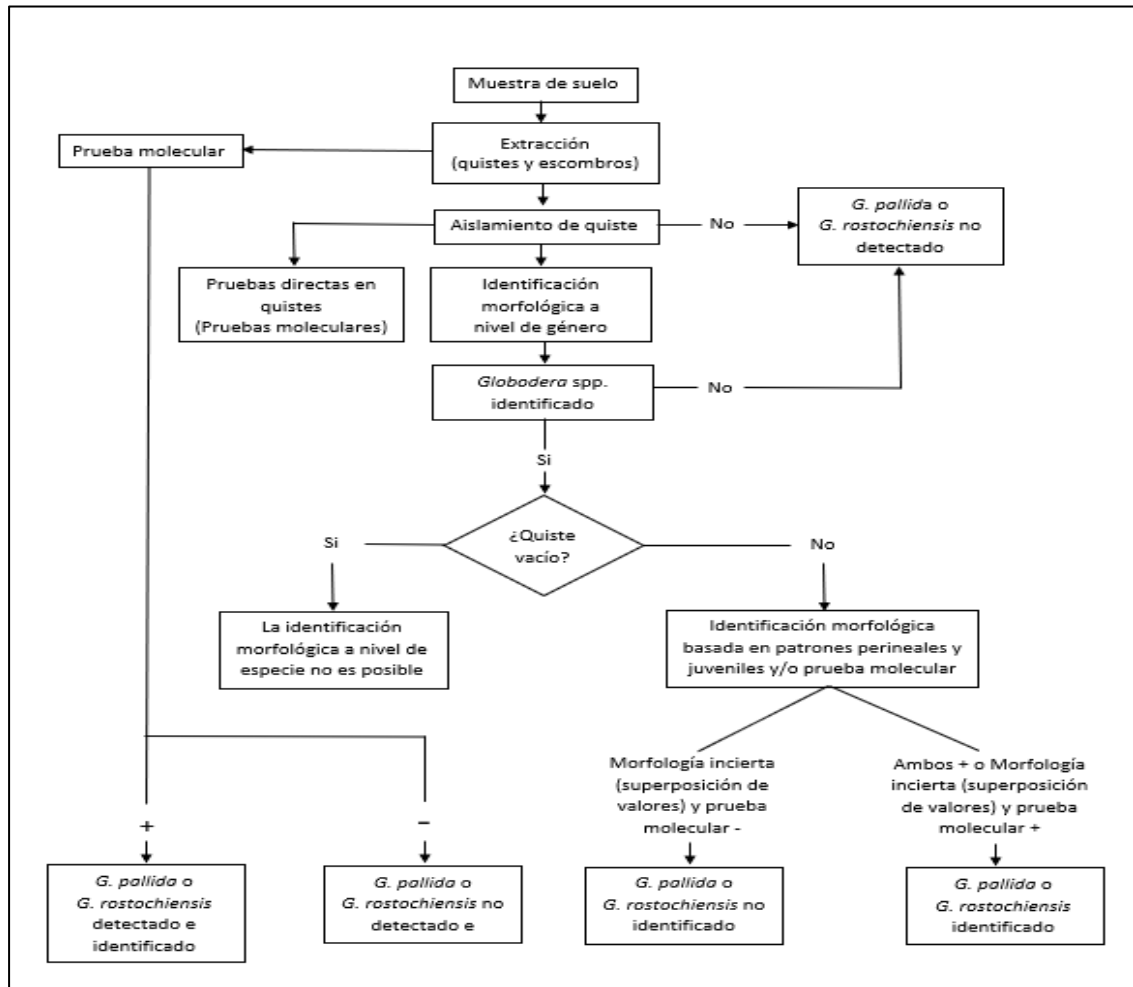 Muestra de suelo
Prueba molecular
Extracción
(quistes y escombros)
Aislamiento de quiste
No
G. pallida o
G. rostochiensis no
detectado
Pruebas directas en
quistes
(Pruebas moleculares)
Identificación
morfológica a
nivel de género
Globodera spp.
identificado
No
Si
¿Quiste
vacío?
Si
No
La identificación
morfológica a nivel de
especie no es posible
Identificación morfológica
basada en patrones perineales y
juveniles y/o prueba molecular
Morfología incierta
(superposición de
valores) y prueba
molecular -
Ambos + o Morfología
incierta (superposición
de valores) y prueba
molecular +
+
−
G. pallida o
G. rostochiensis
detectado e
identificado
G. pallida o
G. rostochiensis no
detectado e
G. pallida o
G. rostochiensis no
identificado
G. pallida o
G. rostochiensis
identificado